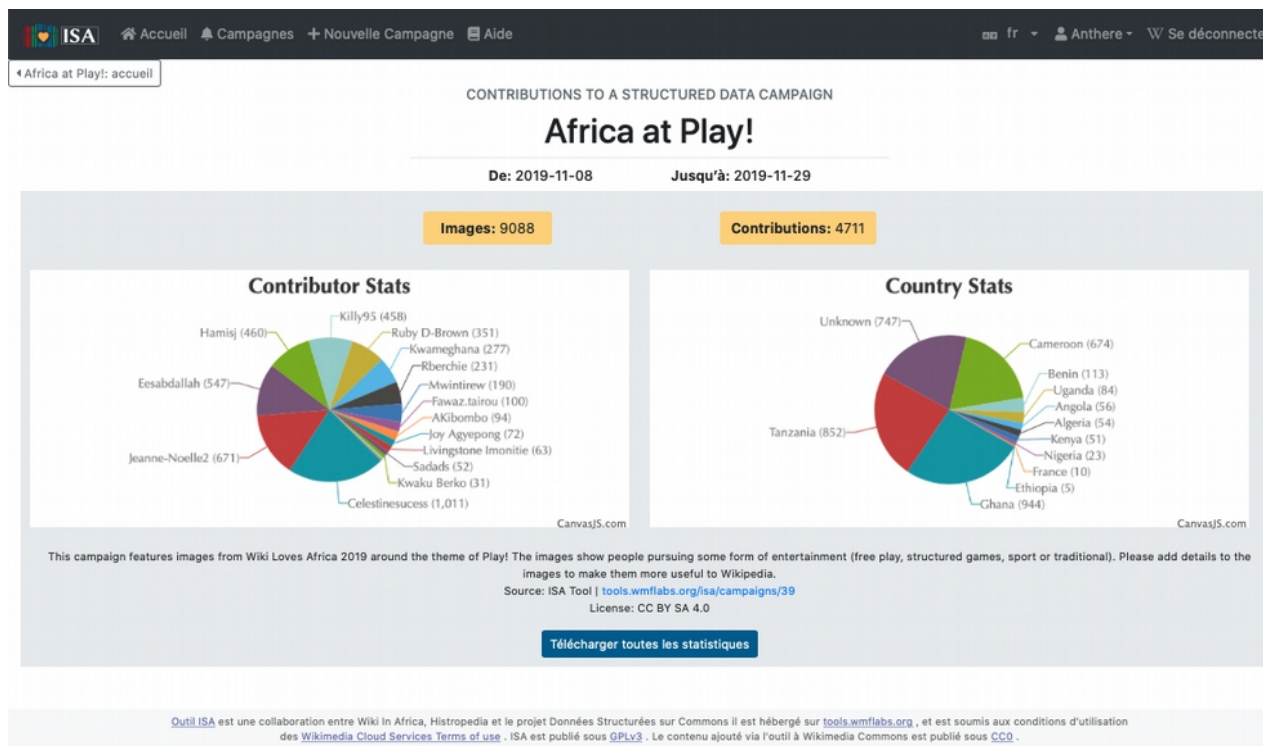 ISA Accueil Campagnes + Nouvelle Campagne Aide fr Anthere W Se déconnecte
Africa at Play!: accueil
CONTRIBUTIONS TO A STRUCTURED DATA CAMPAIGN
Africa at Play!
De: 2019-11-08 Jusqu'à: 2019-11-29
Images: 9088 Contributions: 4711
Contributor Stats
Killy95 (458)
Hamisj (460)
Ruby D-Brown (351)
Kwameghana (277)
Rberchie (231)
Eesabdallah (547)
Mwintirew (190)
Fawaz.tairou (100)
AKibombo (94)
Joy Agyepong (72)
Jeanne-Noelle2 (671)
Livingstone Imonitie (63)
Sadads (52)
Kwaku Berko (31)
Celestinesucess (1,011)
CanvasJS.com
Country Stats
Unknown (747)
Cameroon (674)
Benin (113)
Uganda (84)
Angola (56)
Algeria (54)
Tanzania (852)
Kenya (51)
Nigeria (23)
France (10)
Ethiopia (5)
Ghana (944)
CanvasJS.com
This campaign features images from Wiki Loves Africa 2019 around the theme of Play! The images show people pursuing some form of entertainment (free play, structured games, sport or traditional). Please add details to the
images to make them more useful to Wikipedia.
Source: ISA Tool | tools.wmflabs.org/isa/campaigns/39
License: CC BY SA 4.0
Télécharger toutes les statistiques
Outil ISA est une collaboration entre Wiki In Africa, Histropedia et le projet Données Structurées sur Commons il est hébergé sur tools.wmflabs.org , et est soumis aux conditions d'utilisation
des Wikimedia Cloud Services Terms of use . ISA est publié sous GPLv3 . Le contenu ajouté via l'outil à Wikimedia Commons est publié sous CC0 .